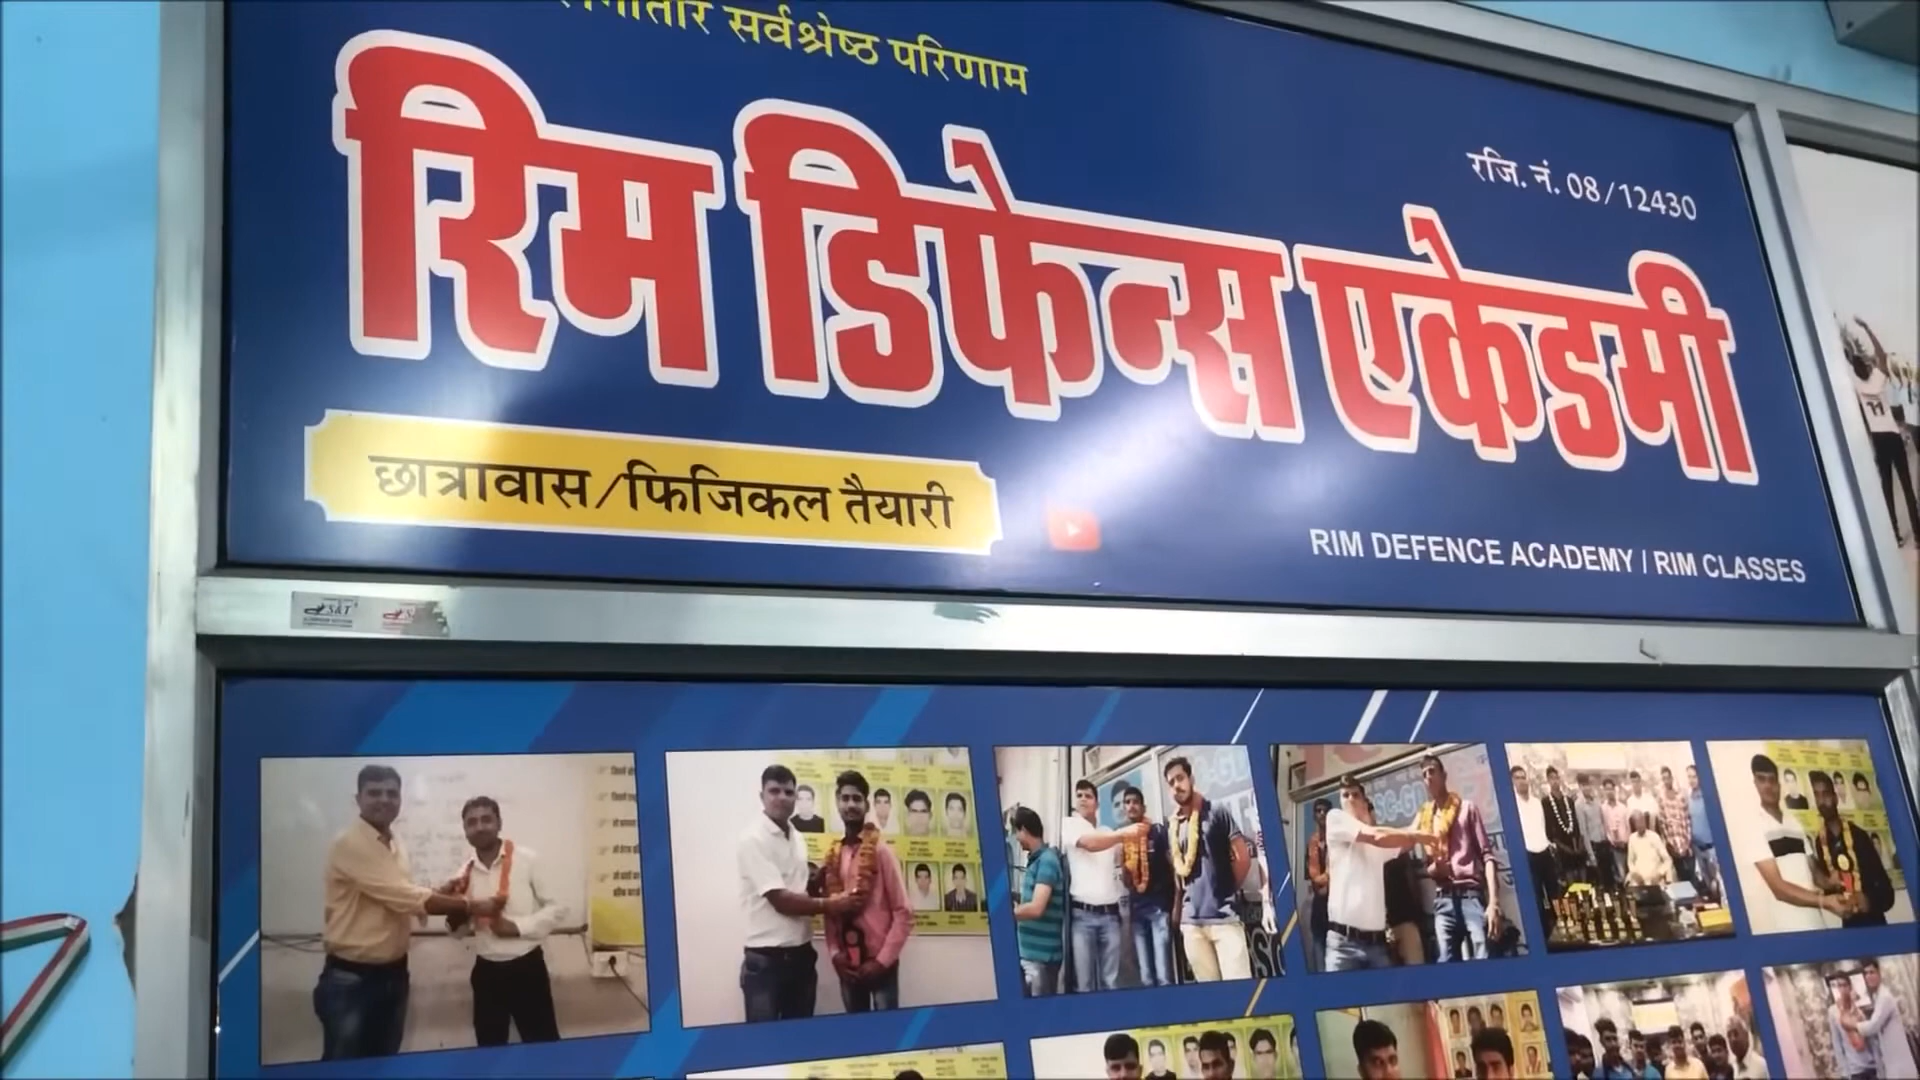 सर्वश्रेष्ठ परिणाम
रजि. नं. 08/12430
रिम डिफेन्स एकेडमी
छात्रावास/फिजिकल तैयारी
RIM DEFENCE ACADEMY / RIM CLASSES
S&T